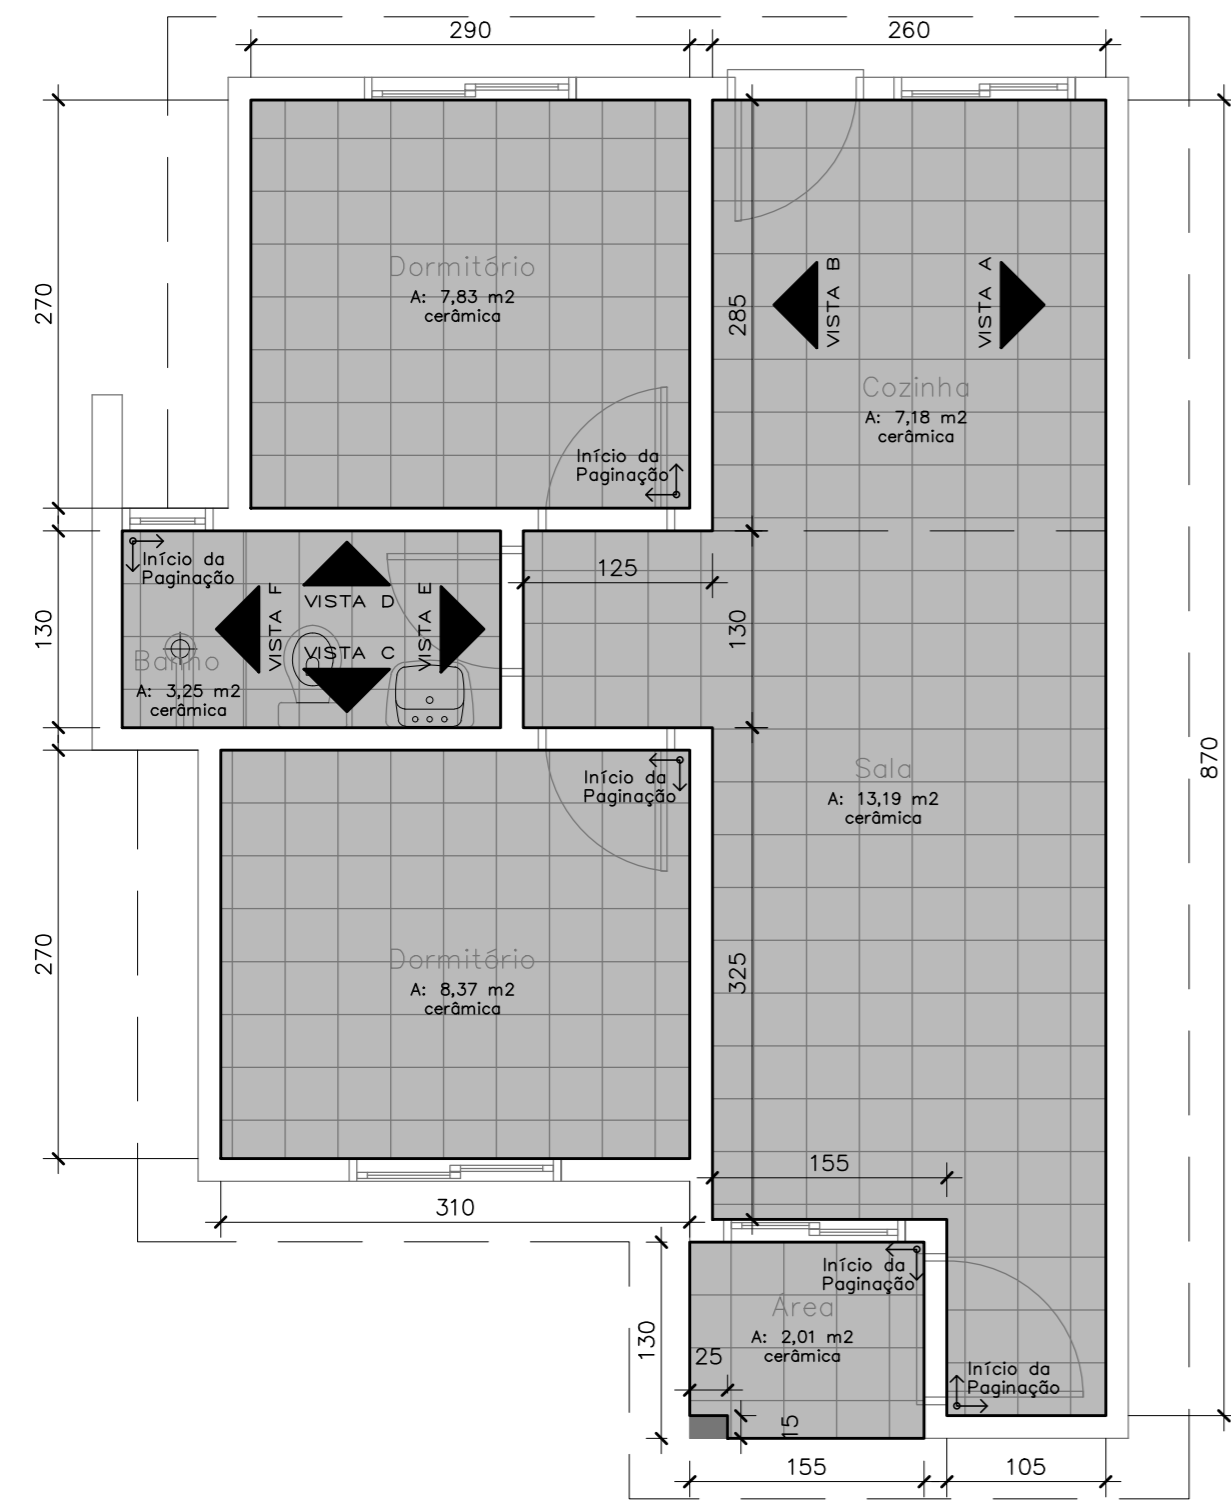 290
260
270
Dormitório
A: 7,83 m2
cerâmica
285
VISTA B
VISTA A
Cozinha
A: 7,18 m2
cerâmica
Início da
Paginação
130
Início da
Paginação
VISTA F
VISTA D
VISTA C
VISTA E
Banho
A: 3,25 m2
cerâmica
125
130
870
Início da
Paginação
Sala
A: 13,19 m2
cerâmica
270
Dormitório
A: 8,37 m2
cerâmica
325
155
310
130
Início da
Paginação
Área
A: 2,01 m2
cerâmica
25
15
Início da
Paginação
155
105